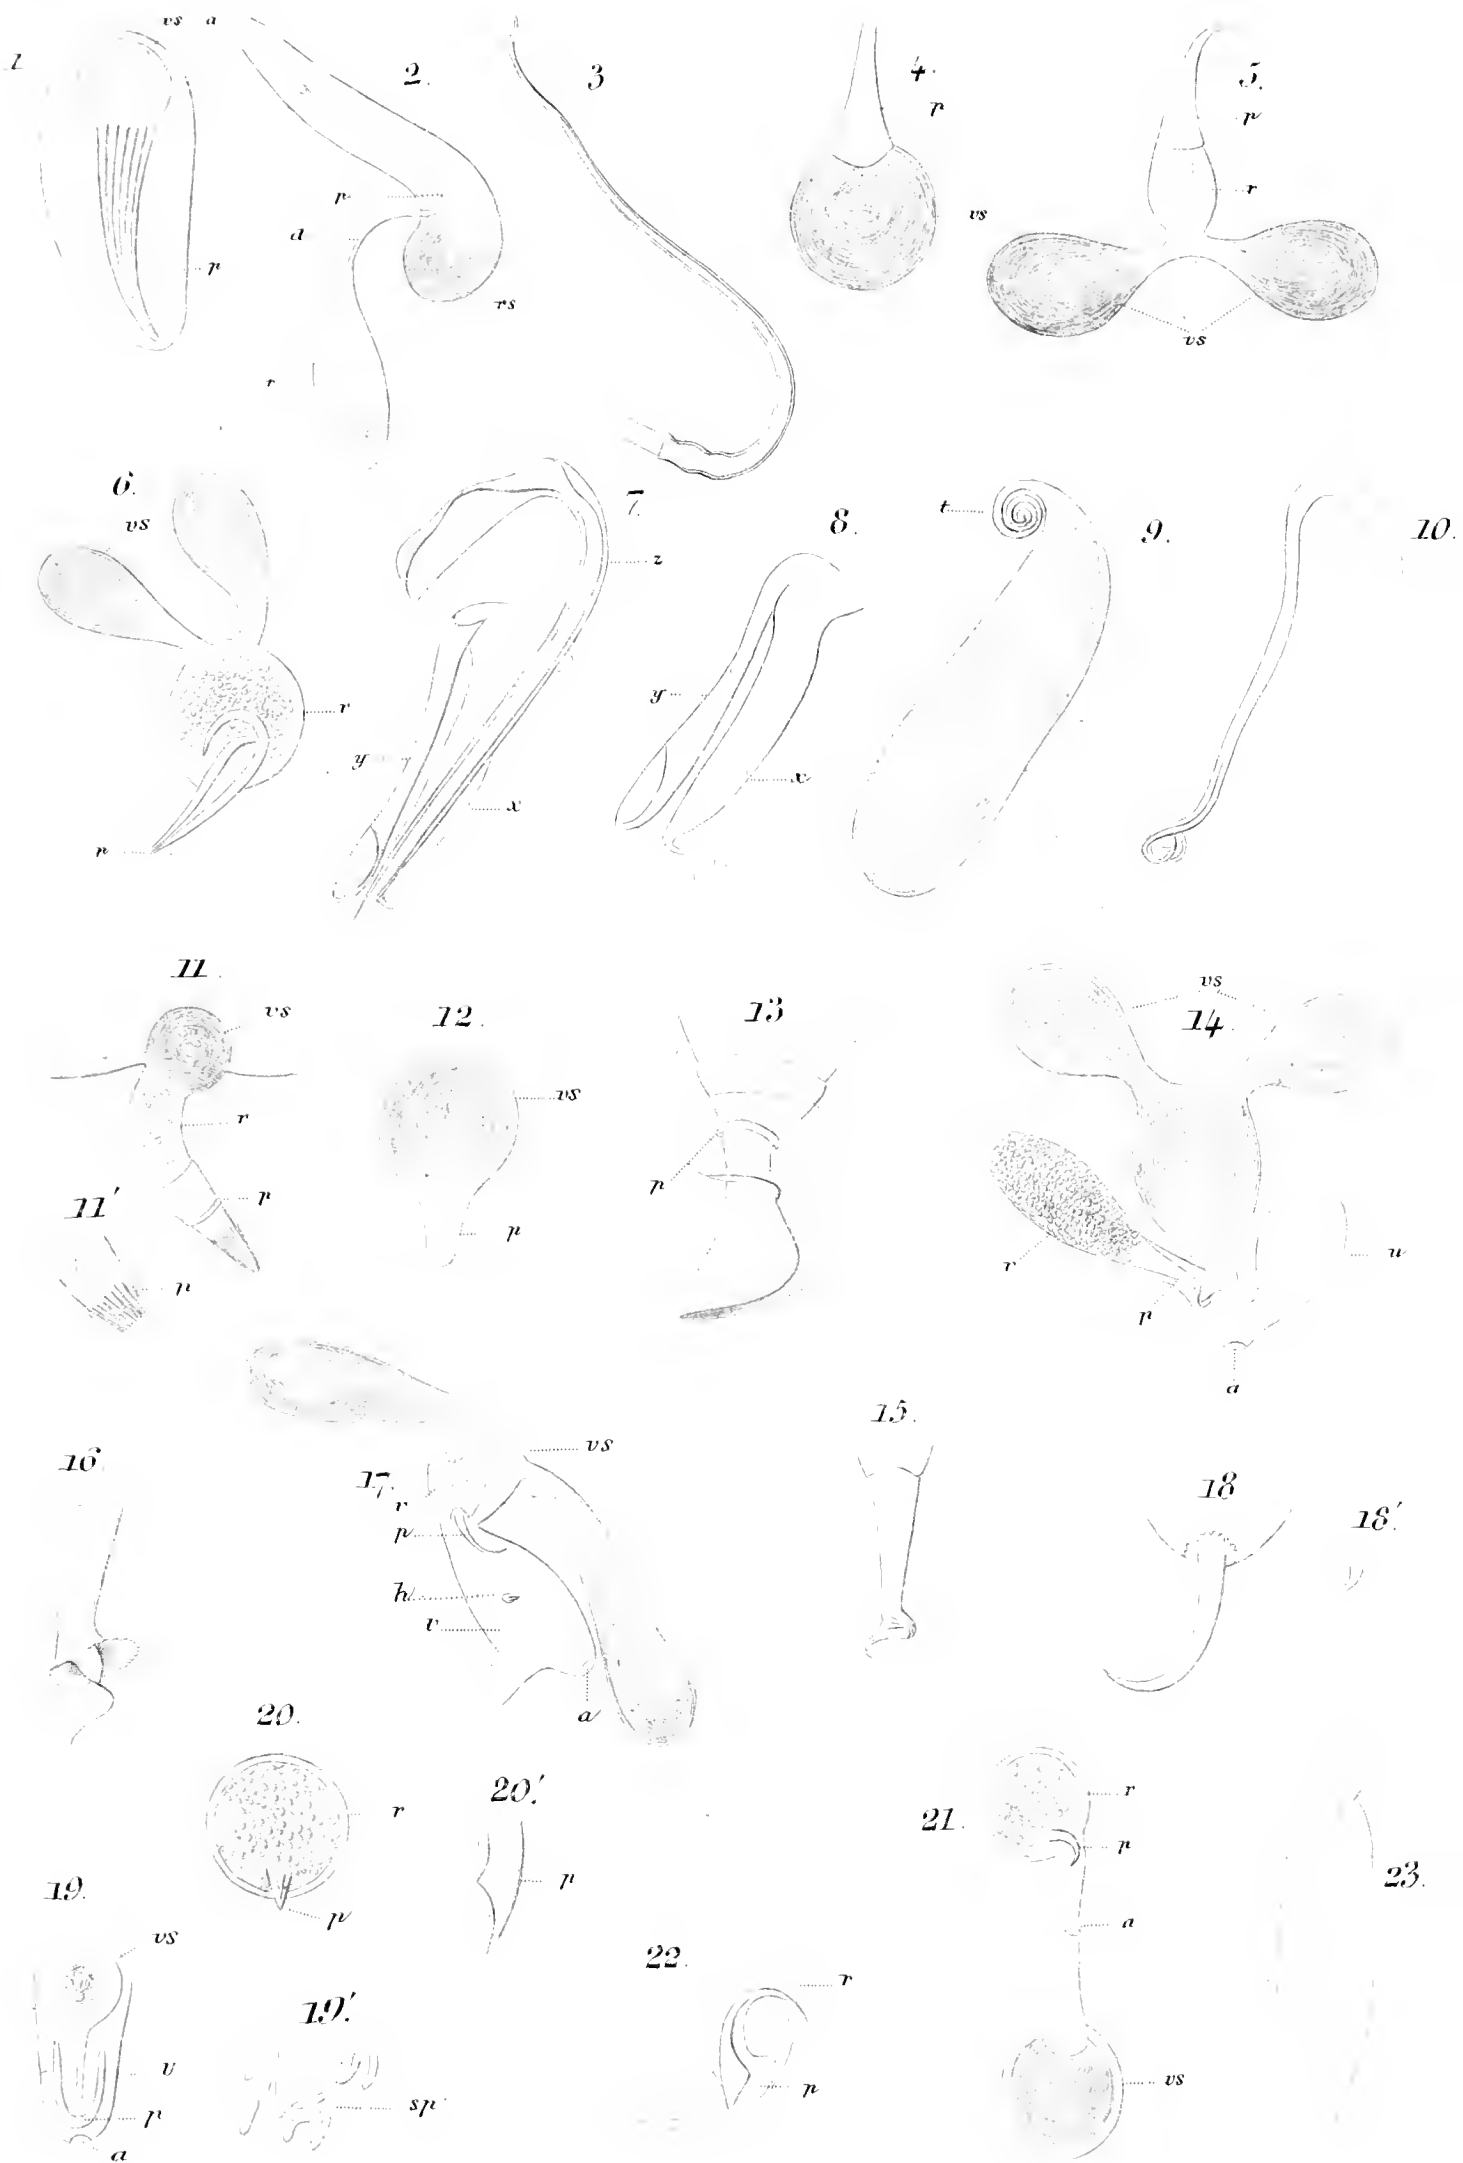 vs a
1
2.
3
4.
5.
p
p
p
r
a
vs
p
vs
r
vs
6.
vs
7.
z
8.
t
9.
10.
y
r
y
x
x
p
11.
vs
12.
13
vs
14.
vs
r
p
11'
p
p
p
r
u
p
a
15.
16.
17.
vs
r
p
18
18'.
h
v
a
20.
20'.
r
r
21.
p
19.
p
p
a
23.
vs
22.
r
19'.
v
p
vs
p
sp
a